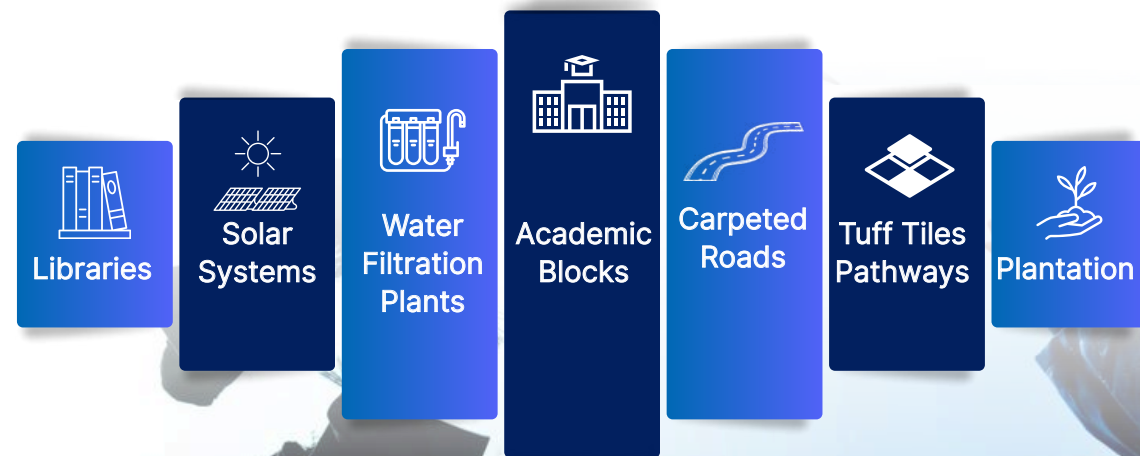 Libraries
Solar
Systems
Water
Filtration
Plants
Academic
Blocks
Carpeted
Roads
Tuff Tiles
Pathways
Plantation